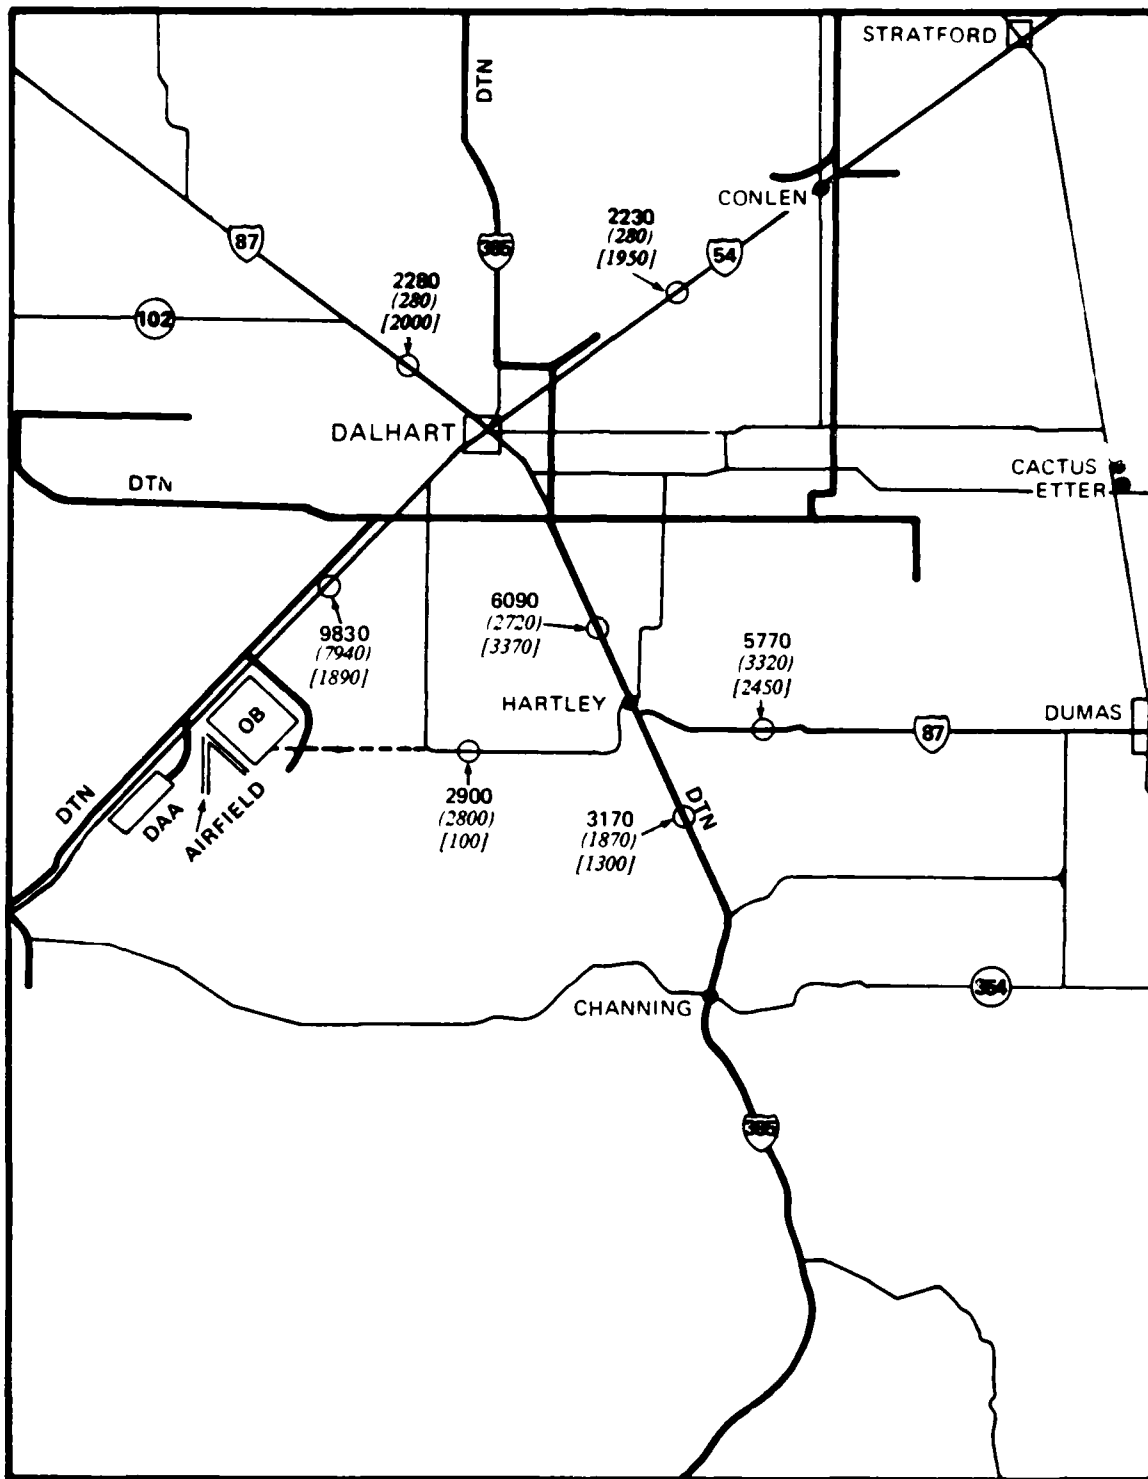 STRATFORD
DTN
CONLEN
2230
(280)
[1950]
87
385
54
2280
(280)
[2000]
102
DALHART
CACTUS
ETTER
DTN
6090
(2720)
[3370]
9830
(7940)
[1890]
5770
(3320)
[2450]
HARTLEY
DUMAS
OB
87
DTN
DAA
AIRFIELD
2900
(2800)
[100]
DTN
3170
(1870)
[1300]
354
CHANNING
385